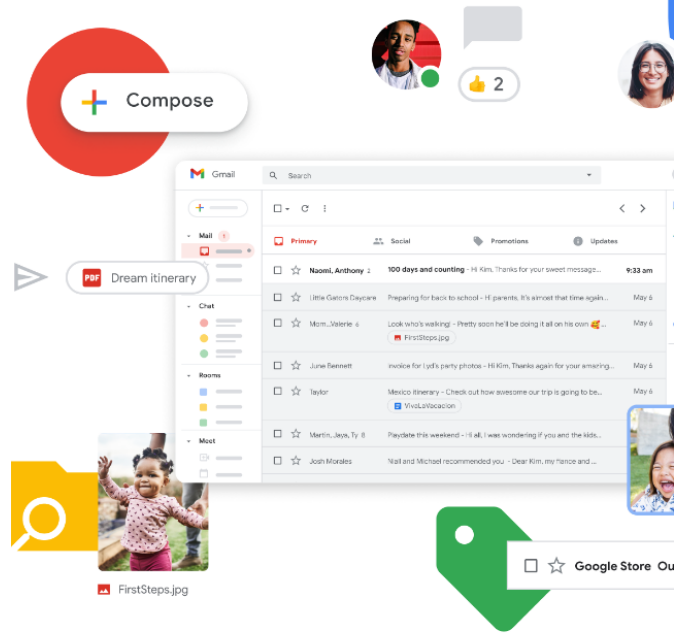 Compose
2
Gmail
Search
Mail 1
Primary
Social
Promotions
Updates
Naomi, Anthony 2 100 days and counting - Hi Kim, Thanks for your sweet message... 9:33 am
PDF Dream itinerary
Little Gators Daycare Preparing for back to school - Hi parents, It's almost that time again... May 6
Chat
Mom...Valerie 6 Look who's walking! - Pretty soon he'll be doing it all on his own 🥰... May 6
FirstSteps.jpg
June Bennett Invoice for Lyd's party photos - Hi Kim, Thanks again for your amazing... May 6
Rooms
Taylor Mexico itinerary - Check out how awesome our trip is going to be... May 6
VivaLaVacacion
Martin, Jaya, Ty 8 Playdate this weekend - Hi all, I was wondering if you and the kids...
Meet
Josh Morales Niall and Michael recommended you - Dear Kim, my fiance and ...
Google Store Ou
FirstSteps.jpg